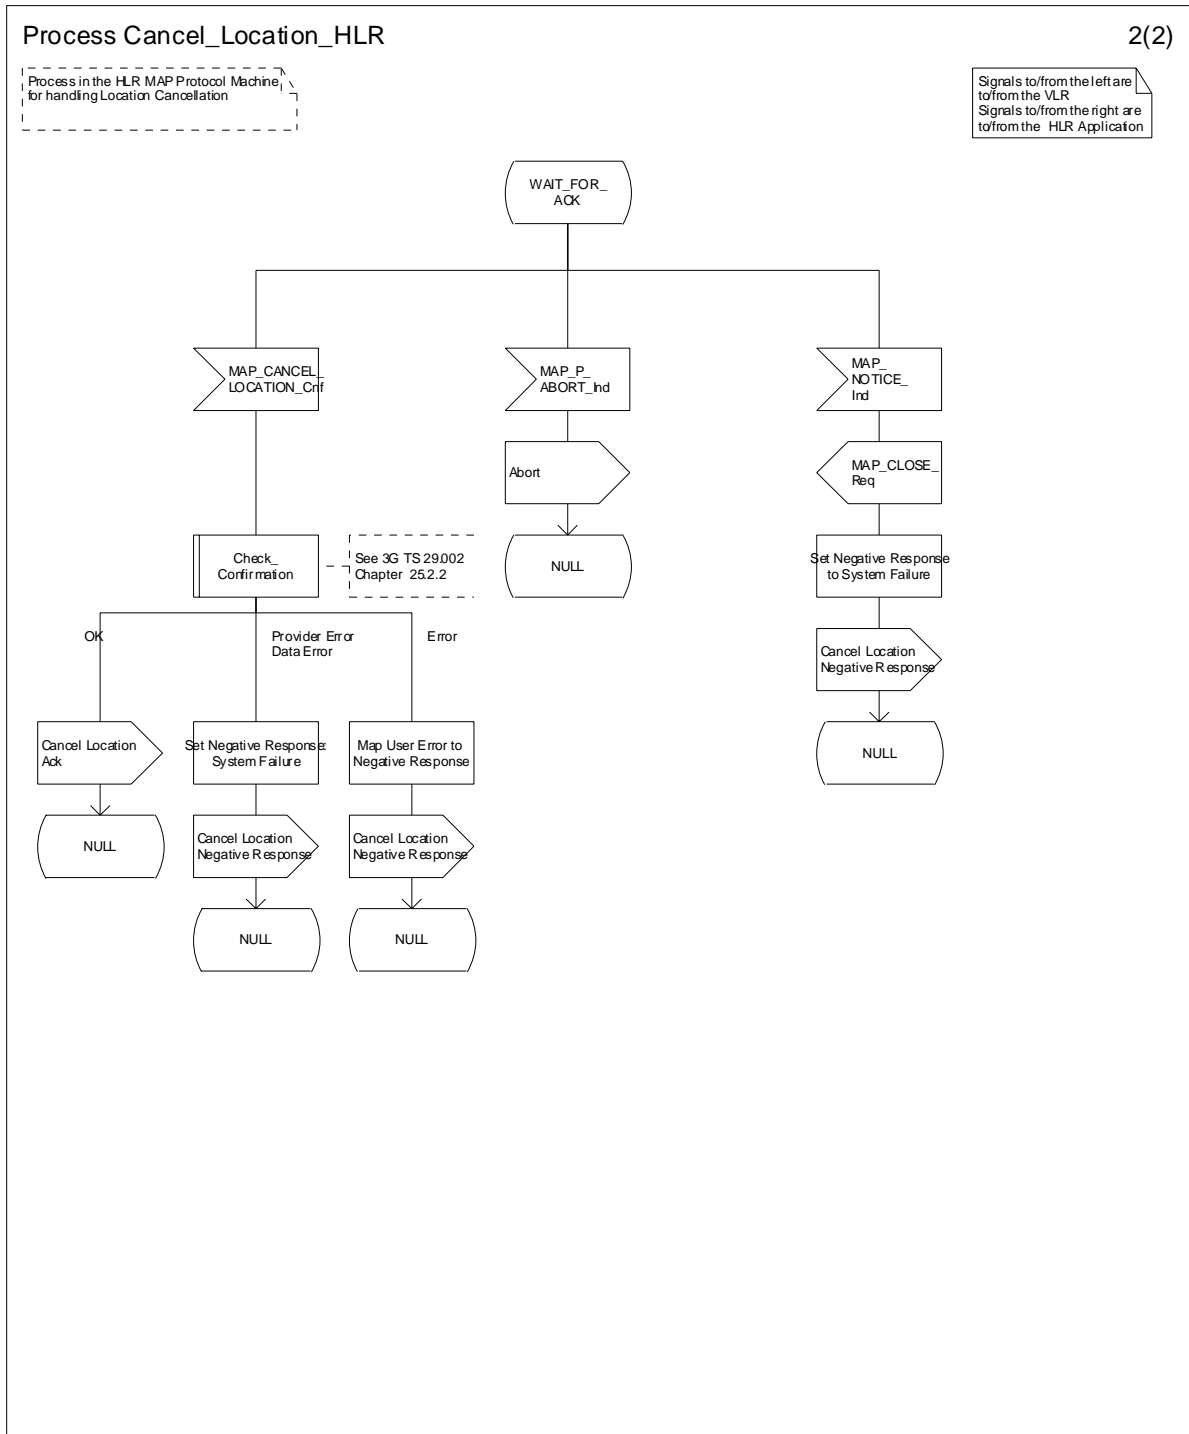 Process Cancel_Location_HLR
2(2)
Process in the HLR MAP Protocol Machine
for handling Location Cancellation
Signals to/from the left are
to/from the VLR
Signals to/from the right are
to/from the HLR Application
WAIT_FOR_
ACK
MAP_CANCEL_
LOCATION_Cnf
MAP_P_
ABORT_Ind
MAP_
NOTICE_
Ind
Abort
MAP_CLOSE_
Req
Check_
Confirmation
See 3G TS 29.002
Chapter 25.2.2
NULL
Set Negative Response
to System Failure
OK
Provider Error
Data Error
Error
Cancel Location
Negative Response
Cancel Location
Ack
Set Negative Response:
System Failure
Map User Error to
Negative Response
NULL
NULL
Cancel Location
Negative Response
Cancel Location
Negative Response
NULL
NULL